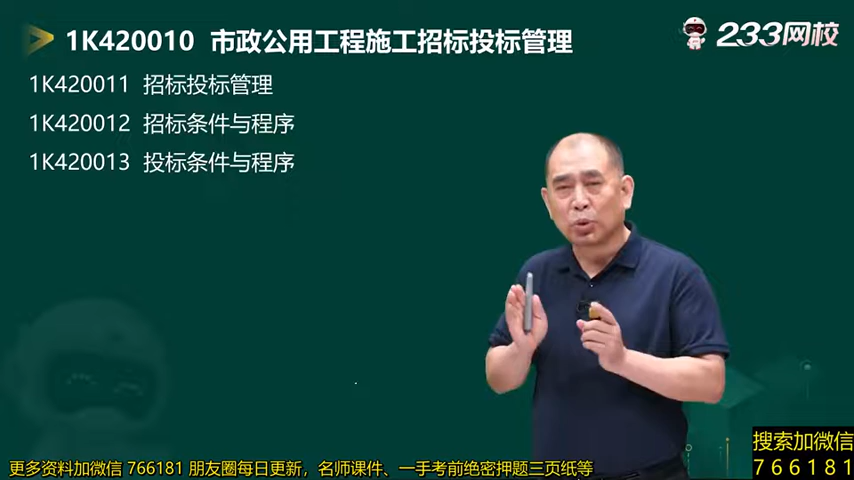 1K420010 市政公用工程施工招标投标管理
233网校
1K420011 招标投标管理
1K420012 招标条件与程序
1K420013 投标条件与程序
搜索加微信
766181
更多资料加微信 766181 朋友圈每日更新，名师课件、一手考前绝密押题三页纸等